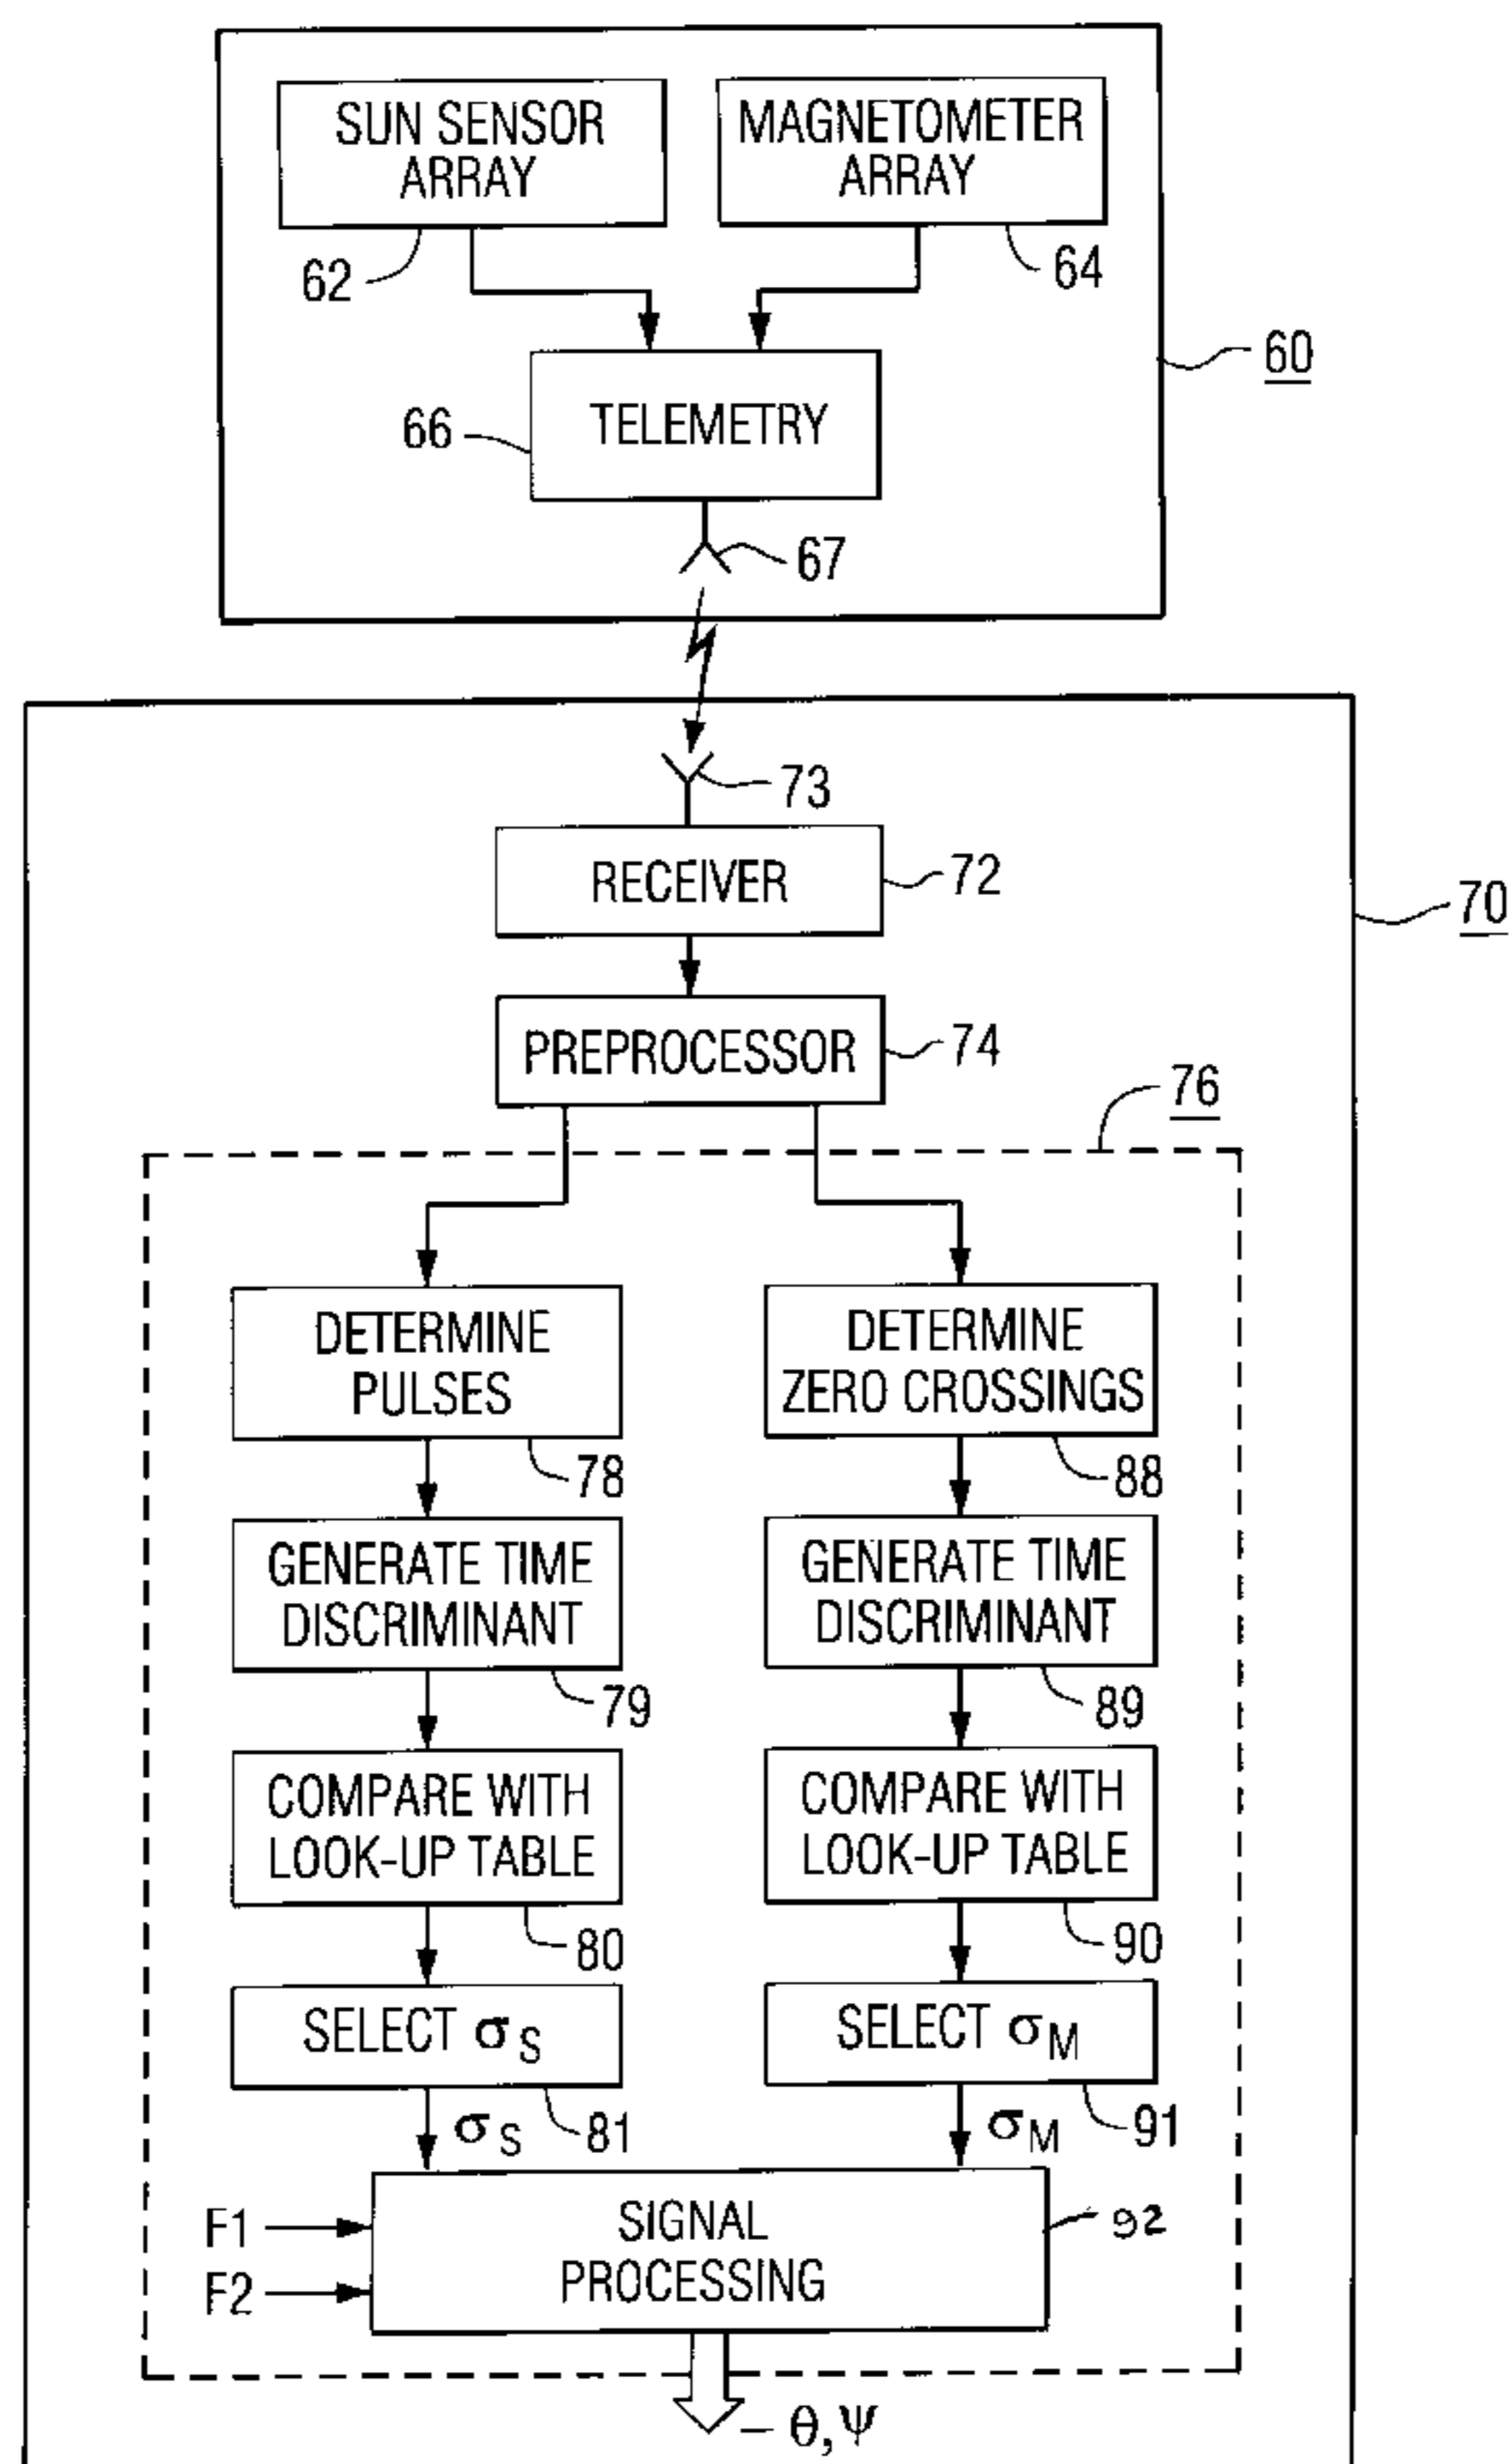 SUN SENSOR
ARRAY
MAGNETOMETER
ARRAY
62
64
60
66
TELEMETRY
67
73
RECEIVER
72
70
PREPROCESSOR
74
76
DETERMINE
PULSES
DETERMINE
ZERO CROSSINGS
78
88
GENERATE TIME
DISCRIMINANT
GENERATE TIME
DISCRIMINANT
79
89
COMPARE WITH
LOOK-UP TABLE
COMPARE WITH
LOOK-UP TABLE
80
90
SELECT σS
SELECT σM
σS
81
σM
91
F1
F2
SIGNAL
PROCESSING
92
θ,ψ